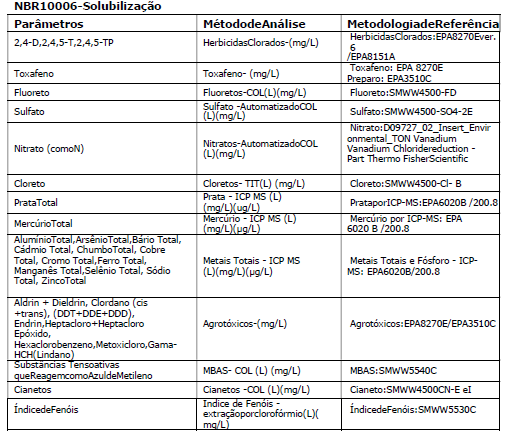 NBR10006-Solubilização
Parâmetros
MétododeAnálise
MetodologiadeReferência
2,4-D,2,4,5-T,2,4,5-TP
HerbicidasClorados-(mg/L)
HerbicidasClorados:EPA8270Ever.
6
/EPA8151A
Toxafeno
Toxafeno- (mg/L)
Toxafeno: EPA 8270E
Preparo: EPA3510C
Fluoreto
Fluoretos-COL(L)(mg/L)
Fluoreto:SMWW4500-FD
Sulfato
Sulfato -AutomatizadoCOL
(L)(mg/L)
Sulfato:SMWW4500-SO4-2E
Nitrato (comoN)
Nitratos-AutomatizadoCOL
(L)(mg/L)
Nitrato:D09727_02_Insert_Envir
onmental_TON Vanadium
Vanadium Chloridereduction -
Part Thermo FisherScientific
Cloreto
Cloretos- TIT(L) (mg/L)
Cloreto:SMWW4500-Cl- B
PrataTotal
Prata - ICP MS (L)
(mg/L)(ug/L)
PrataporICP-MS:EPA6020B /200.8
MercúrioTotal
Mercúrio - ICP MS (L)
(mg/L)(µg/L)
Mercúrio por ICP-MS: EPA
6020 B /200.8
AlumínioTotal,ArsênioTotal,Bário Total,
Cádmio Total, ChumboTotal, Cobre
Total, Cromo Total,Ferro Total,
Manganês Total,Selênio Total, Sódio
Total, ZincoTotal
Metais Totais - ICP MS
(L)(mg/L)(µg/L)
Metais Totais e Fósforo - ICP-
MS: EPA6020B/200.8
Aldrin + Dieldrin, Clordano (cis
+trans), (DDT+DDE+DDD),
Endrin,Heptacloro+Heptacloro
Epóxido,
Hexaclorobenzeno,Metoxicloro,Gama-
HCH(Lindano)
Agrotóxicos-(mg/L)
Agrotóxicos:EPA8270E/EPA3510C
Substâncias Tensoativas
queReagemcomoAzuldeMetileno
MBAS- COL (L) (mg/L)
MBAS:SMWW5540C
Cianetos
Cianetos -COL (L)(mg/L)
Cianeto:SMWW4500CN-E eI
ÍndicedeFenóis
Índice de Fenóis -
extraçãoporclorofórmio(L)(
mg/L)
ÍndicedeFenóis:SMWW5530C